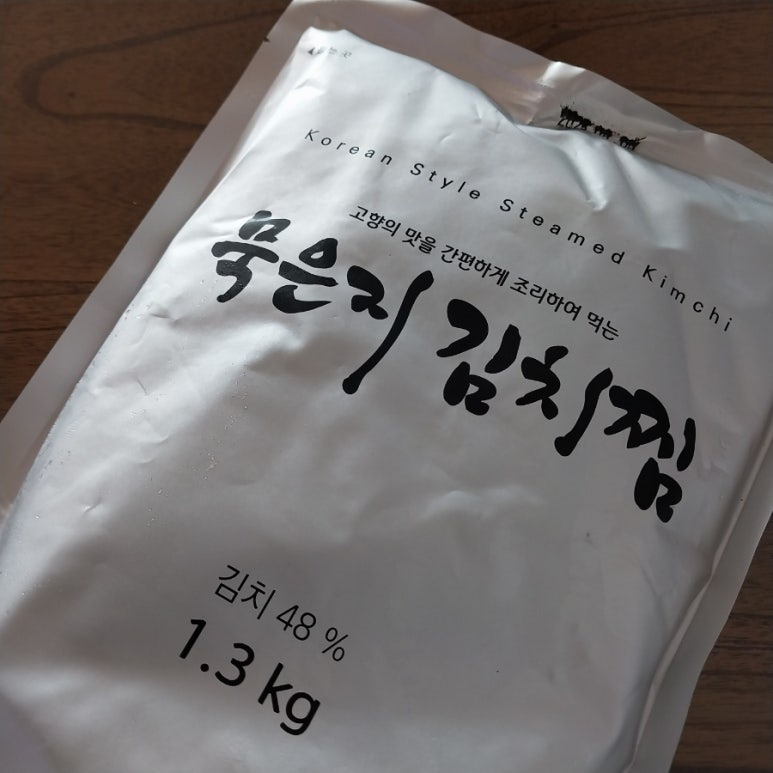 Korean Style Steamed Kimchi
고향의 맛을 간편하게 조리하여 먹는
묵은지 김치찜
김치 48 %
1.3 kg